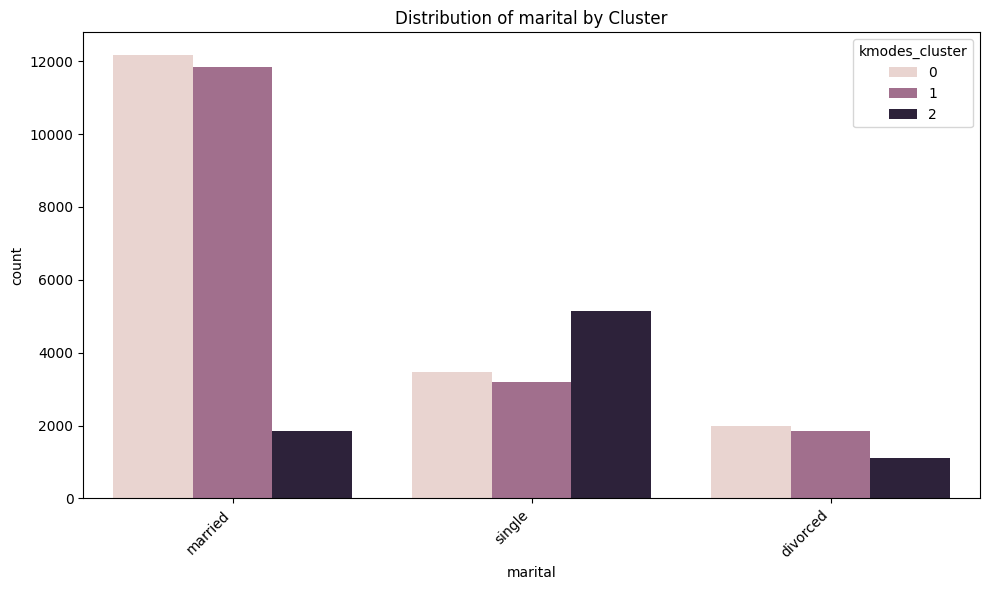 Distribution of marital by Cluster
kmodes_cluster
0
1
2
12000
10000
8000
6000
4000
2000
0
count
married
single
divorced
marital